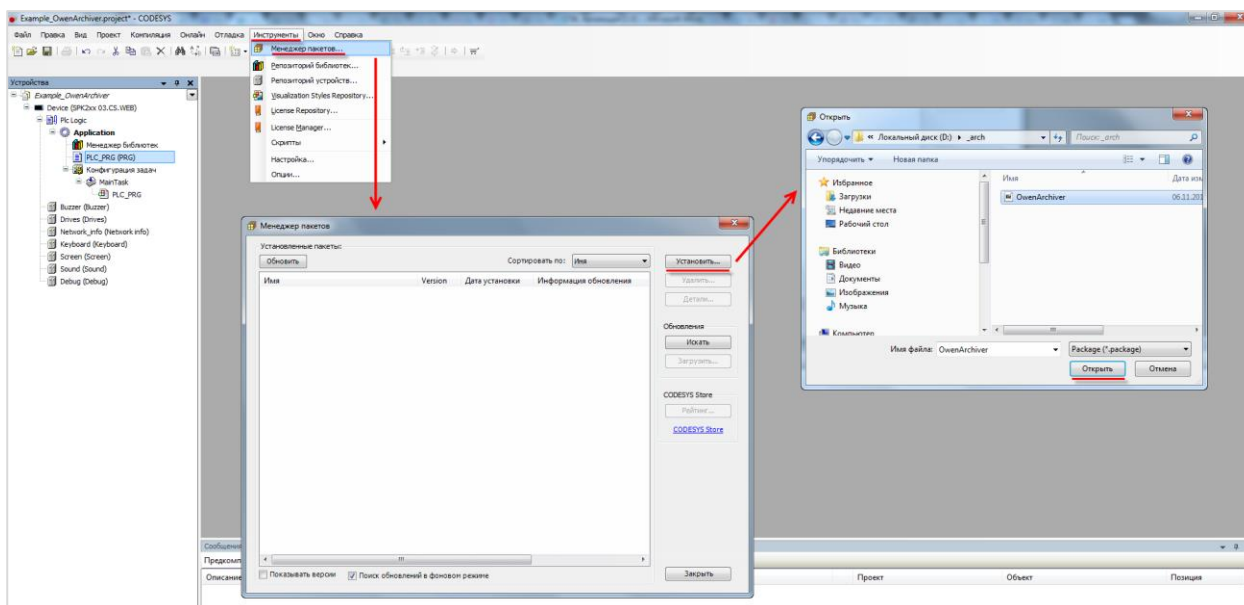 Example_OwenArchiver.project* - CODESYS
Файл Правка Вид Проект Компиляция Онлайн Отладка Инструменты Окно Справка
Менеджер пакетов...
Репозиторий библиотек...
Репозиторий устройств...
Visualization Styles Repository...
License Repository...
License Manager...
Скрипты
Настройка...
Опции...
Устройства
Example_OwenArchiver
Device (SPK2xx 03.CS.WEB)
Plc Logic
Application
Менеджер библиотек
PLC_PRG (PRG)
Конфигурация задач
MainTask
PLC_PRG
Buzzer (Buzzer)
Drives (Drives)
Network_info (Network info)
Keyboard (Keyboard)
Screen (Screen)
Sound (Sound)
Debug (Debug)
Менеджер пакетов
Установленные пакеты:
Обновить
Сортировать по: Имя
Установить...
Имя Version Дата установки Информация обновления
Удалить...
Детали...
Обновления
Искать
Загрузить...
CODESYS Store
Рейтинг...
CODESYS Store
Показывать версии
Поиск обновлений в фоновом режиме
Закрыть
Открыть
« Локальный диск (D:) _arch
Поиск: _arch
Упорядочить Новая папка
Избранное
Загрузки
Недавние места
Рабочий стол
Библиотеки
Видео
Документы
Изображения
Музыка
Компьютер
Имя Дата изм
OwenArchiver 06.11.201
Имя файла: OwenArchiver
Package (*.package)
Открыть Отмена
Сообщения
Предкомп
Описание Проект Объект Позиция